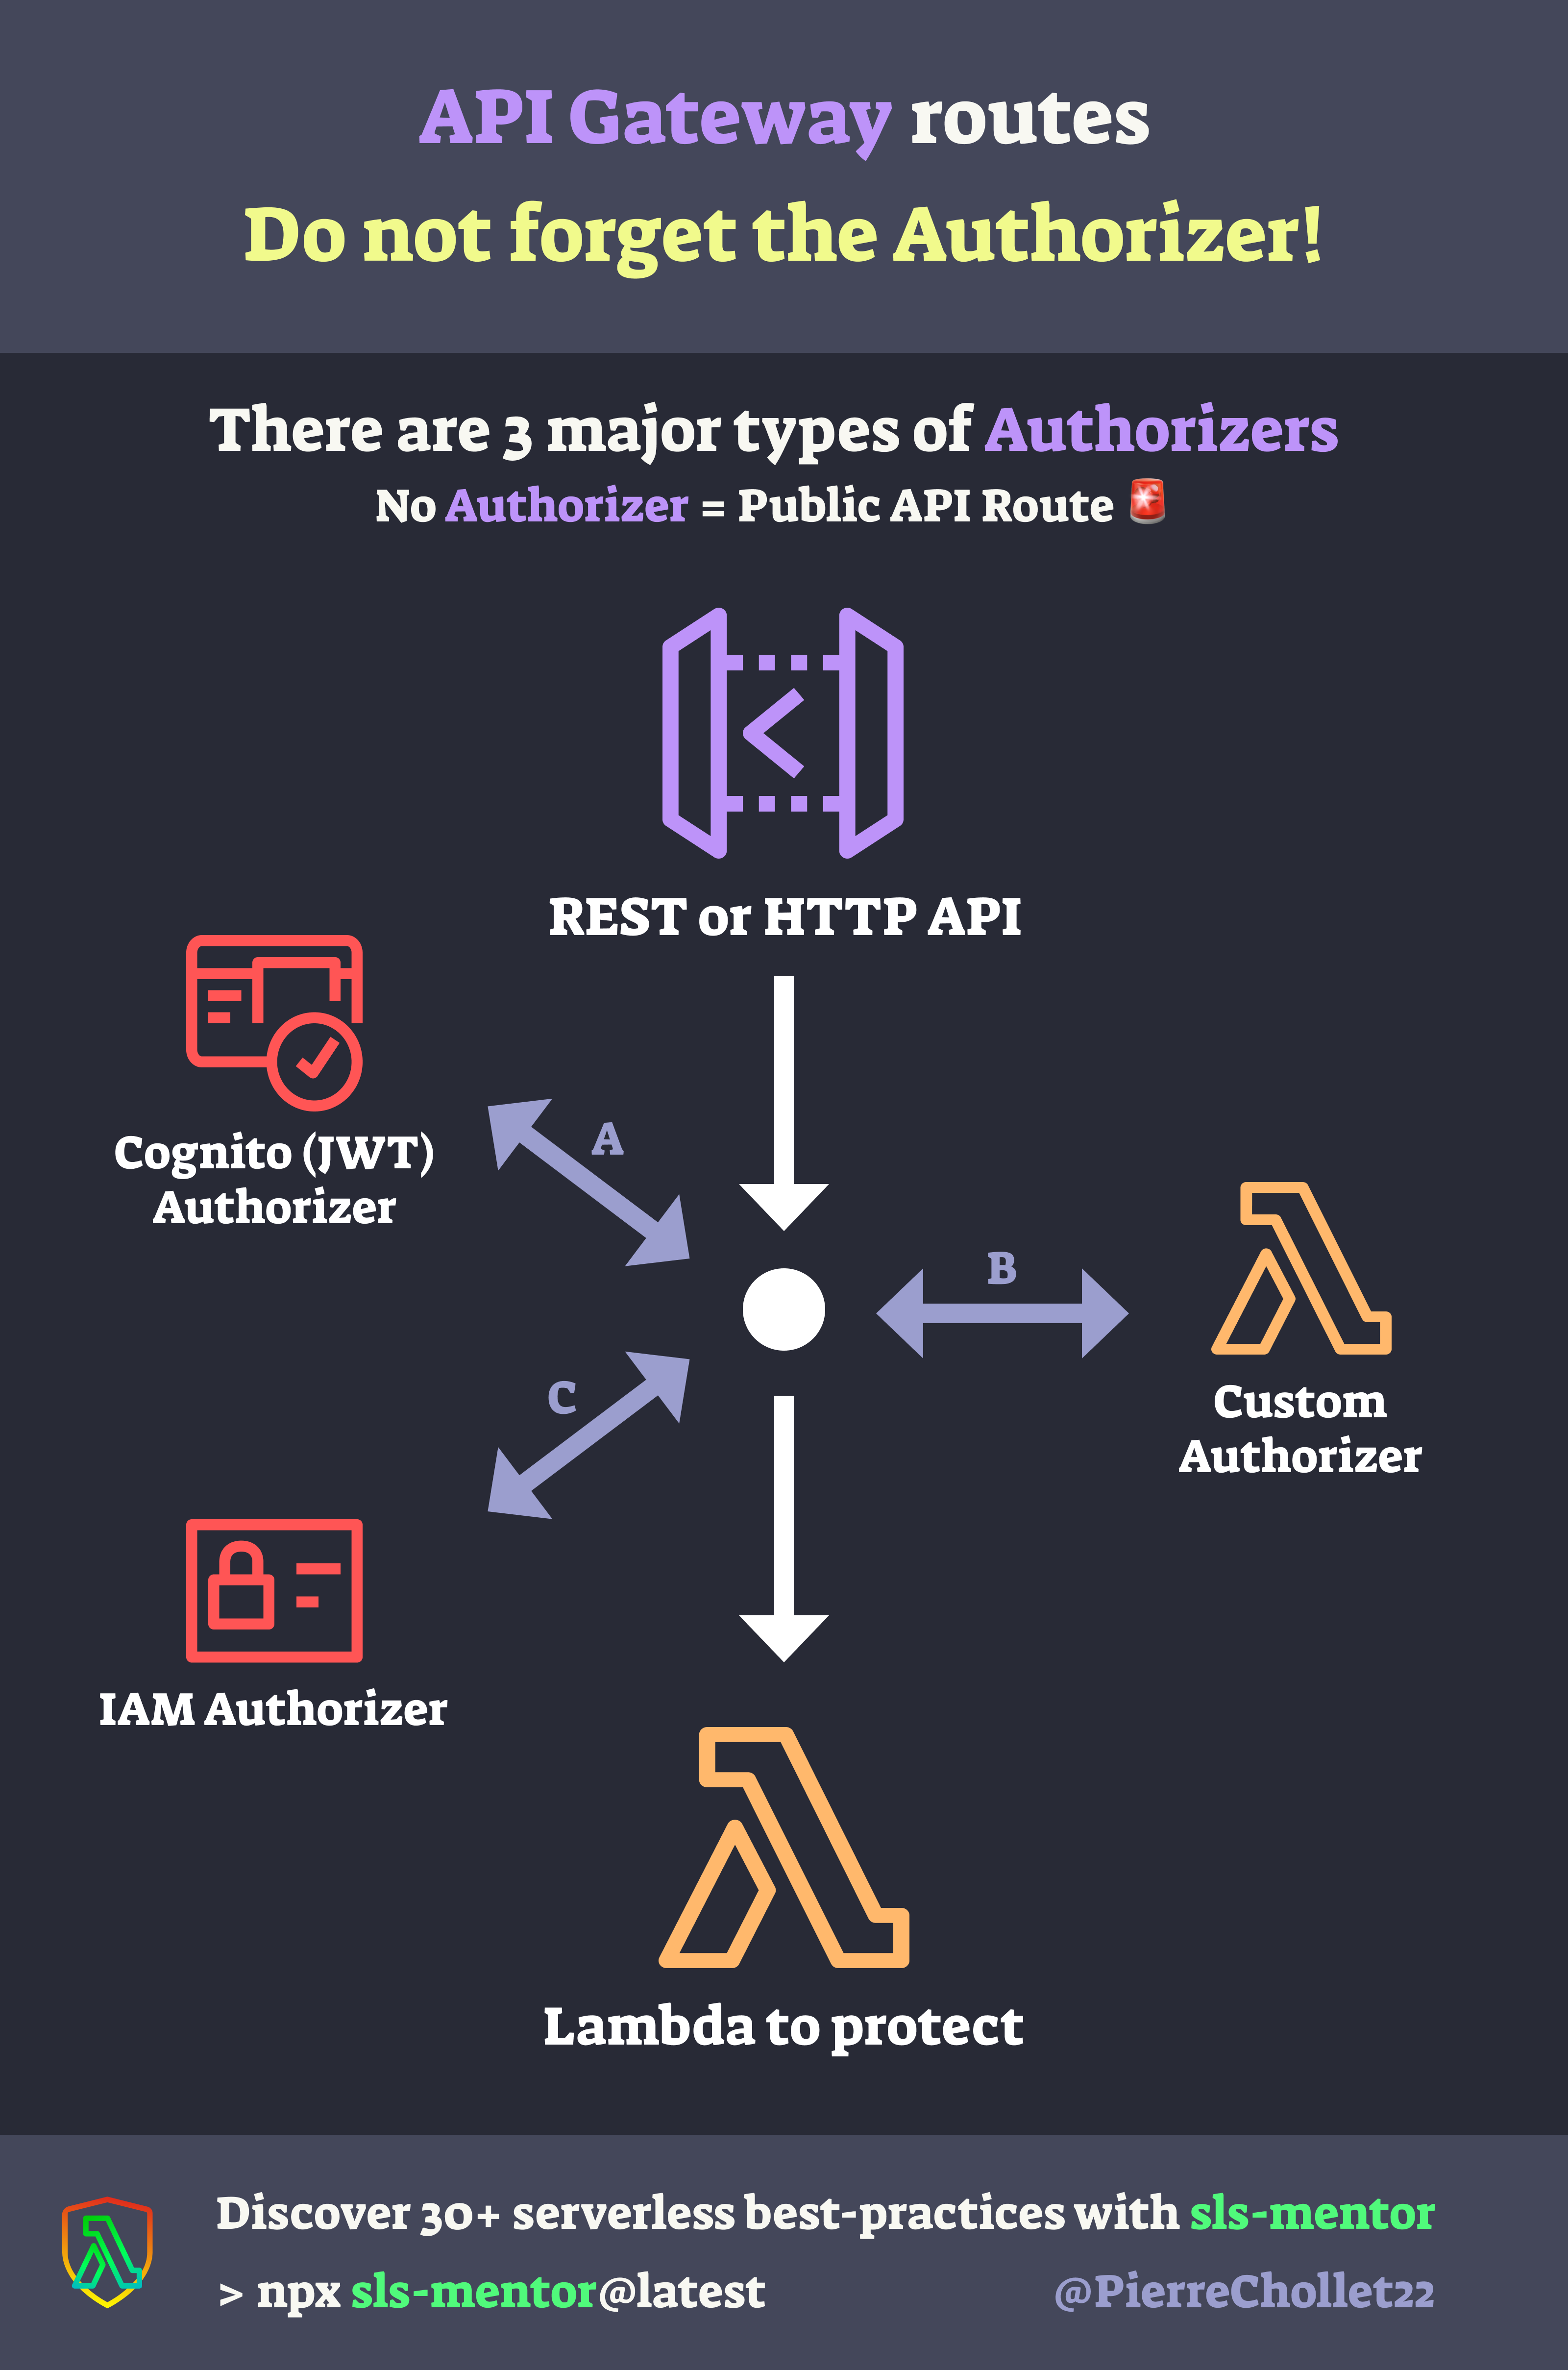 API Gateway routes
Do not forget the Authorizer!
There are 3 major types of Authorizers
No Authorizer = Public API Route 🚨
REST or HTTP API
Cognito (JWT)
Authorizer
A
B
Custom
Authorizer
C
IAM Authorizer
Lambda to protect
Discover 30+ serverless best-practices with sls-mentor
> npx sls-mentor@latest
@PierreChollet22